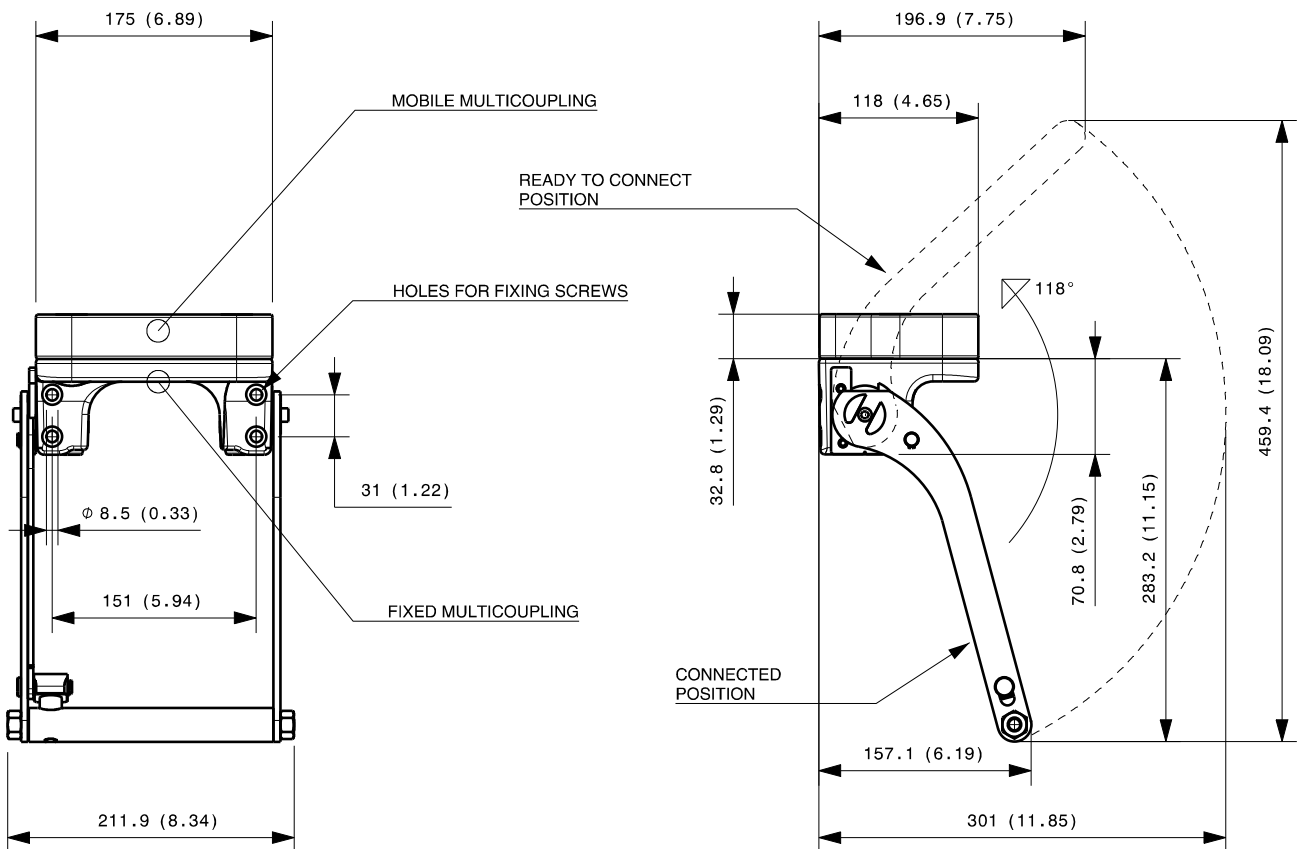 175 (6.89)
196.9 (7.75)
MOBILE MULTICOUPLING
118 (4.65)
READY TO CONNECT
POSITION
HOLES FOR FIXING SCREWS
118°
459.4 (18.09)
32.8 (1.29)
31 (1.22)
Φ 8.5 (0.33)
70.8 (2.79)
283.2 (11.15)
151 (5.94)
FIXED MULTICOUPLING
CONNECTED
POSITION
157.1 (6.19)
211.9 (8.34)
301 (11.85)